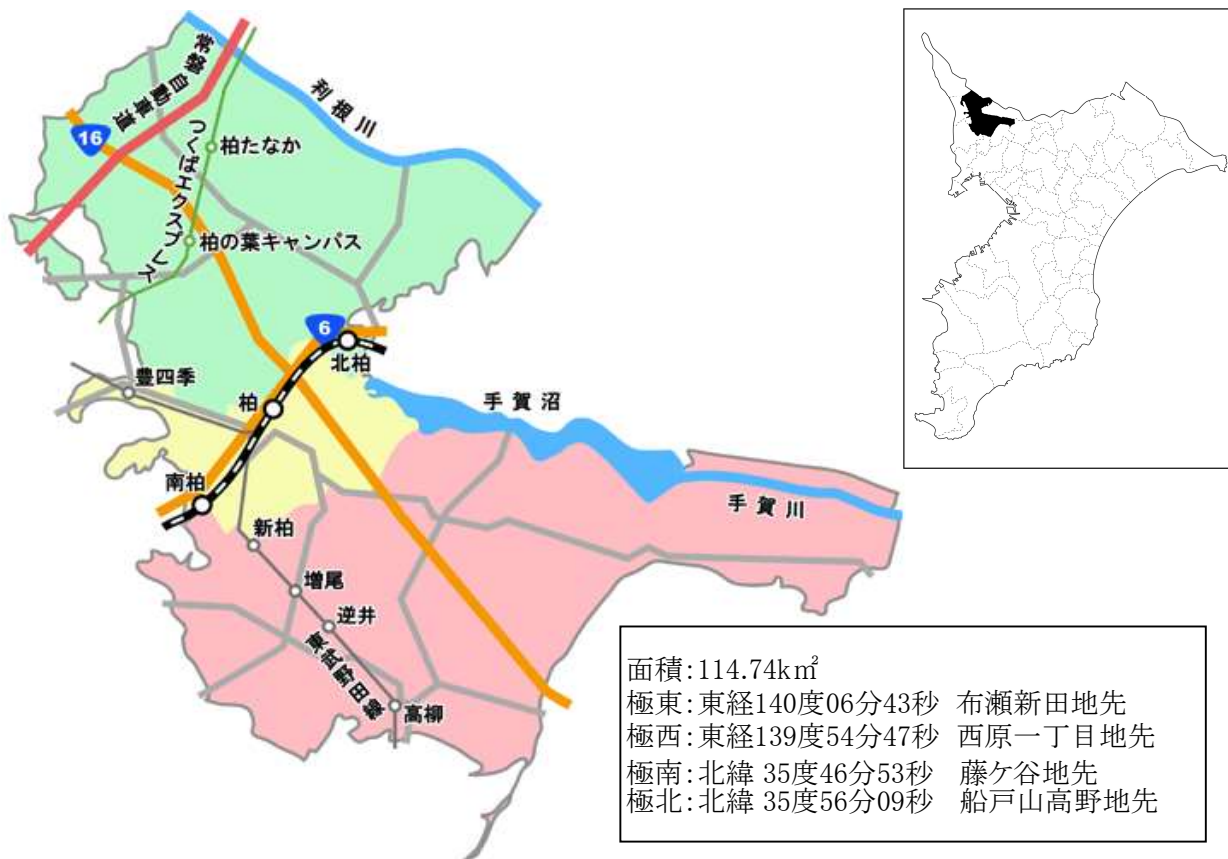 常磐自動車道
利根川
16
つくばエクスプレス
柏たなか
柏の葉キャンパス
6
北柏
豊四季
柏
手賀沼
南柏
手賀川
新柏
増尾
逆井
東武野田線
高柳
面積:114.74k㎡
極東:東経140度06分43秒 布瀬新田地先
極西:東経139度54分47秒 西原一丁目地先
極南:北緯 35度46分53秒 藤ケ谷地先
極北:北緯 35度56分09秒 船戸山高野地先